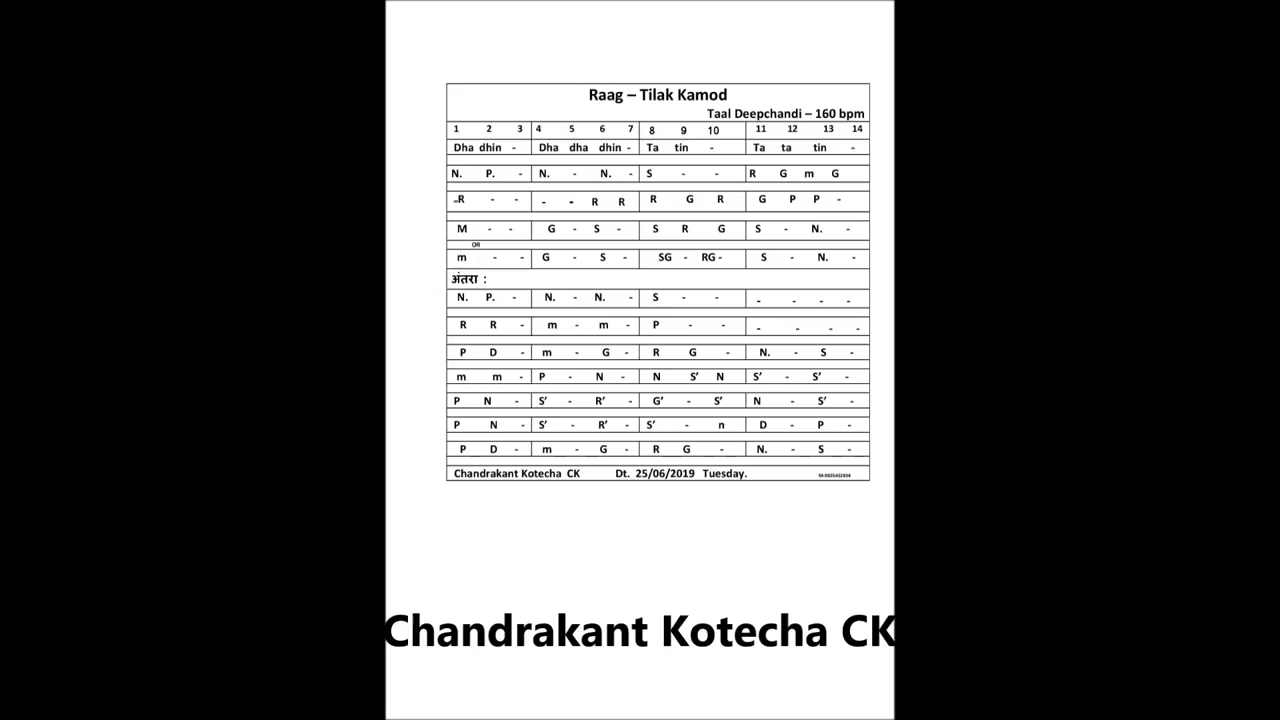 Raag – Tilak Kamod
Taal Deepchandi – 160 bpm
1 2 3 4 5 6 7 8 9 10 11 12 13 14
Dha dhin - Dha dha dhin - Ta tin - Ta ta tin -
N. P. - N. - N. - S - - R G m G
R - - - - R R R G R G P P -
M - - G - S - S R G S - N. -
OR
m - - G - S - SG - RG - S - N. -
अंतरा :
N. P. - N. - N. - S - - - - - -
R R - m - m - P - - - - - -
P D - m - G - R G - N. - S -
m m - P - N - N S’ N S’ - S’ -
P N - S’ - R’ - G’ - S’ N - S’ -
P N - S’ - R’ - S’ - n D - P -
P D - m - G - R G - N. - S -
Chandrakant Kotecha CK Dt. 25/06/2019 Tuesday.
Chandrakant Kotecha CK